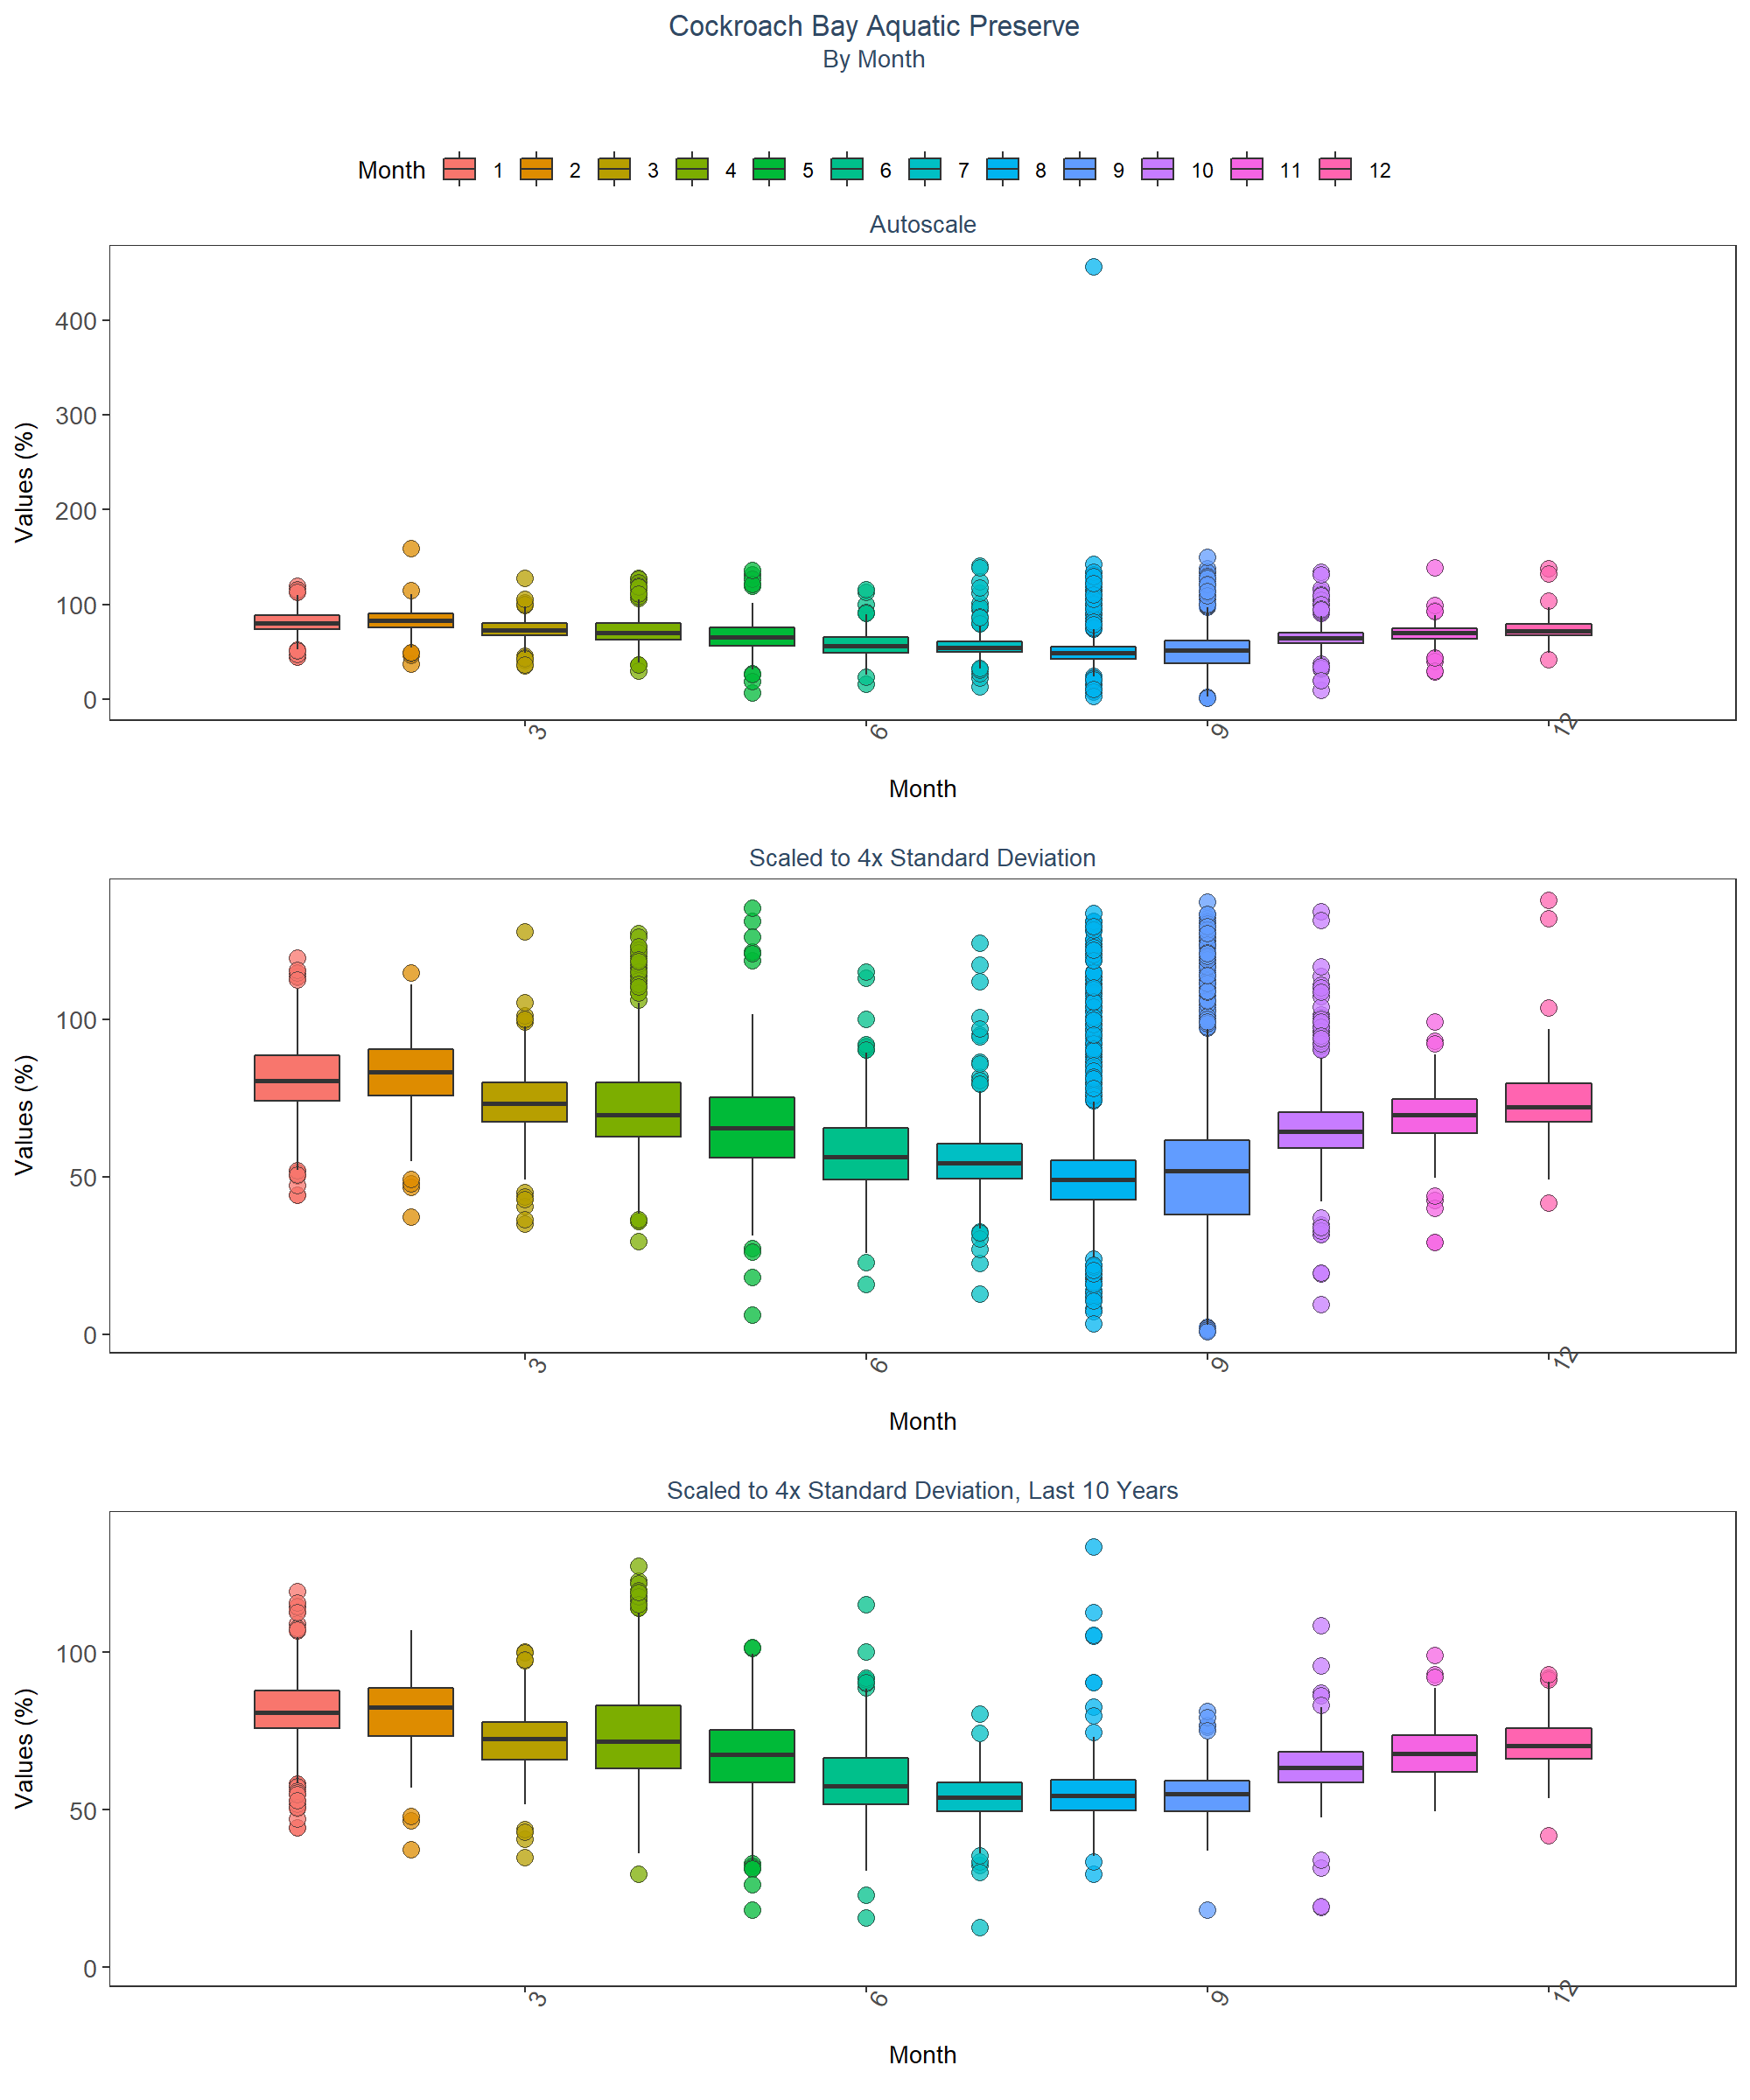 Cockroach Bay Aquatic Preserve
By Month
Month 1 2 3 4 5 6 7 8 9 10 11 12
Autoscale
Values (%)
400
300
200
100
0
3 6 9 12
Month
Scaled to 4x Standard Deviation
Values (%)
100
50
0
3 6 9 12
Month
Scaled to 4x Standard Deviation, Last 10 Years
Values (%)
100
50
0
3 6 9 12
Month